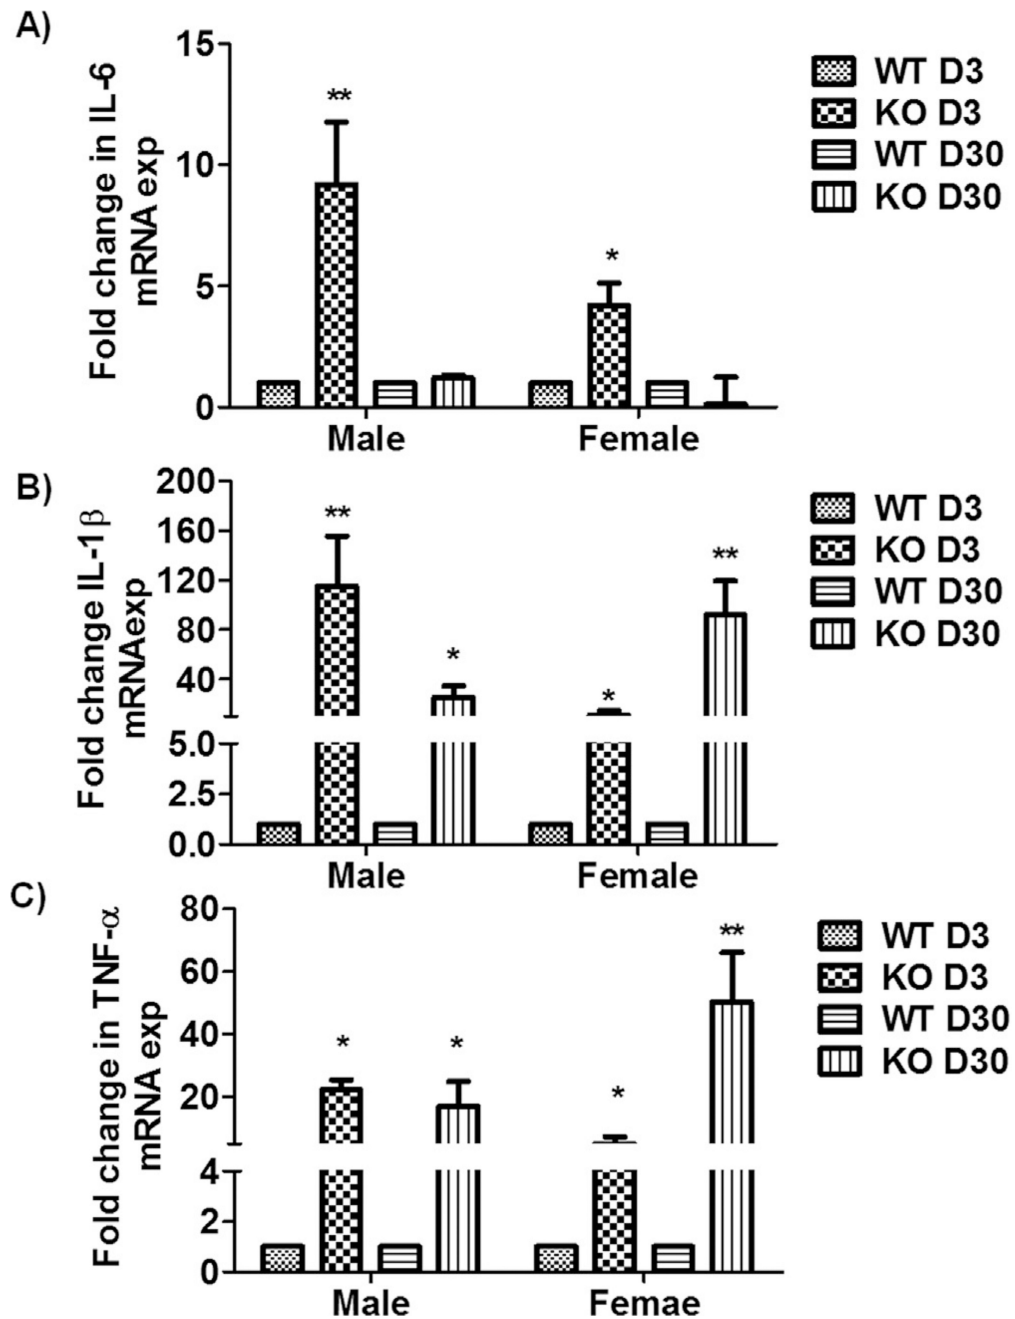 A)
Fold change in IL-6
mRNA exp
15
10
5
0
**
*
Male
Female
WT D3
KO D3
WT D30
KO D30
B)
Fold change IL-1β
mRNAexp
200
160
120
80
40
5.0
2.5
0.0
**
*
*
**
Male
Female
WT D3
KO D3
WT D30
KO D30
C)
Fold change in TNF-α
mRNA exp
80
60
40
20
4
2
0
*
*
*
**
Male
Femae
WT D3
KO D3
WT D30
KO D30